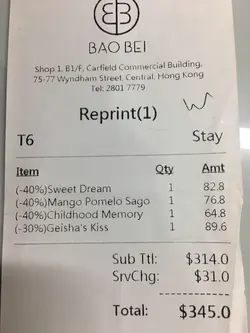 BAO BEI
Shop 1, B1/F, Carfield Commercial Building,
75-77 Wyndham Street, Central, Hong Kong
Tel: 2801 7779
Reprint(1)
T6 Stay
Item Qty Amt
(-40%)Sweet Dream 1 82.8
(-40%)Mango Pomelo Sago 1 76.8
(-40%)Childhood Memory 1 64.8
(-30%)Geisha's Kiss 1 89.6
Sub Ttl: $314.0
SrvChg: $31.0
Total: $345.0